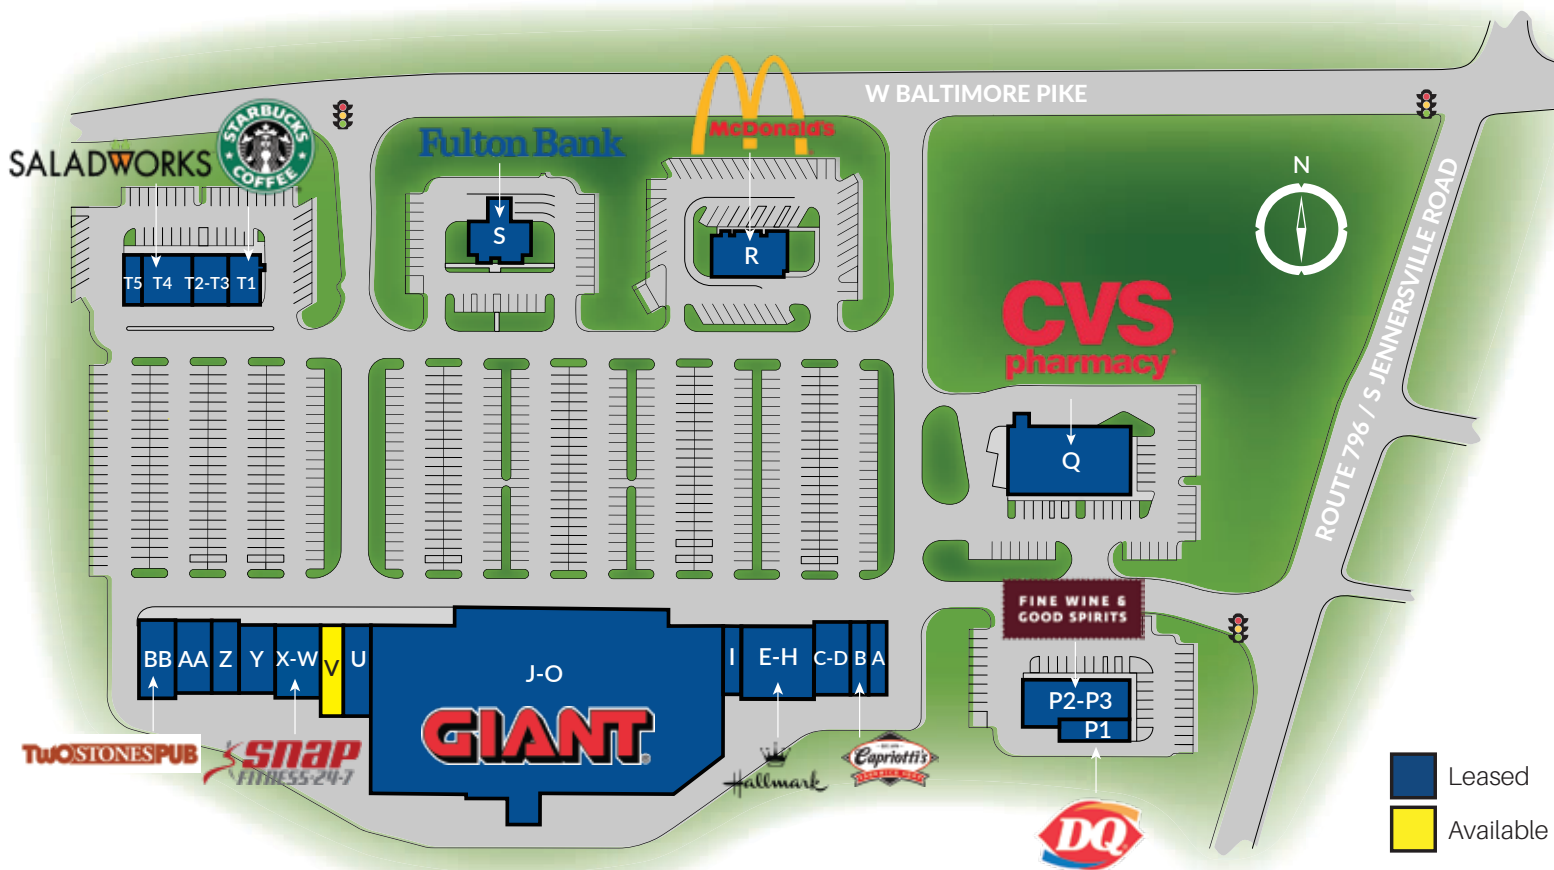 W BALTIMORE PIKE
STARBUCKS
COFFEE
SALADWORKS
Fulton Bank
McDonald's
N
ROUTE 796 / S JENNERSVILLE ROAD
S
R
T5 T4 T2-T3 T1
CVS
pharmacy
Q
FINE WINE &
GOOD SPIRITS
BB AA Z Y X-W V U J-O I E-H C-D B A
P2-P3
P1
TWO STONES PUB
snap
FITNESS-24-7
GIANT
Hallmark
Capriotti's
SANDWICH SHOP
DQ
Leased
Available